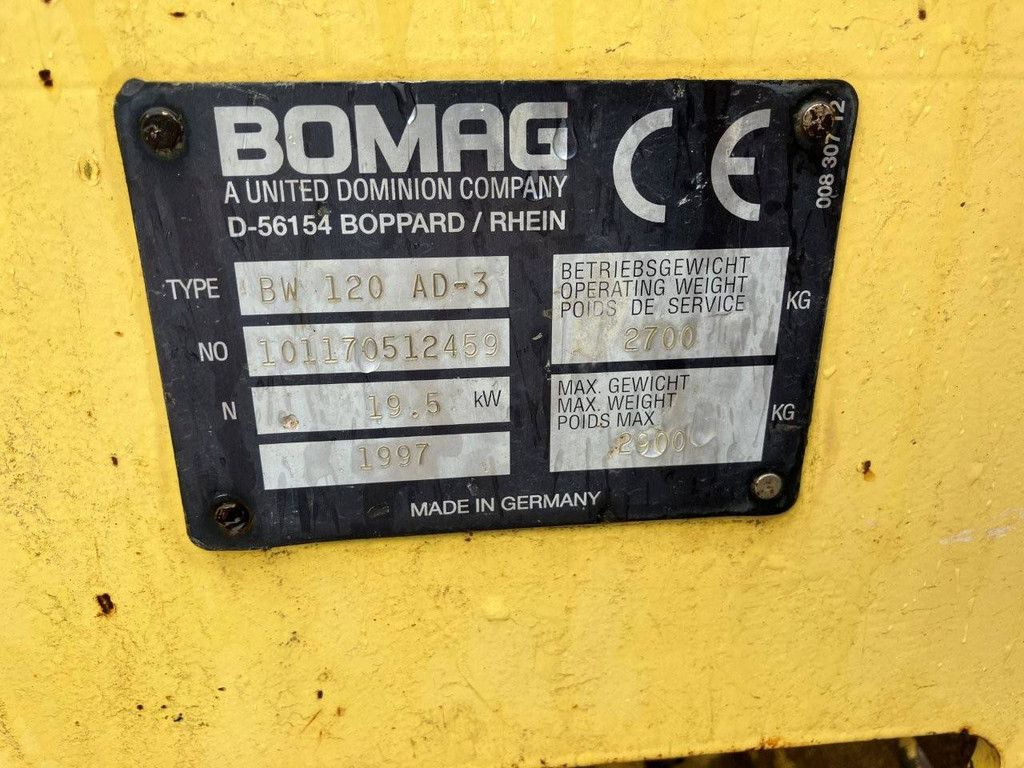 BOMAG
CE
A UNITED DOMINION COMPANY
D-56154 BOPPARD / RHEIN
008 307 12
TYPE BW 120 AD-3
NO 101170512459
N 19.5 kW
1997
BETRIEBSGEWICHT
OPERATING WEIGHT
POIDS DE SERVICE
2700 KG
MAX. GEWICHT
MAX. WEIGHT
POIDS MAX
2900 KG
MADE IN GERMANY